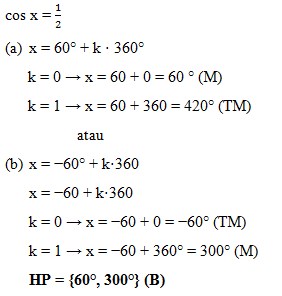 cos x = 1/2
(a) x = 60° + k · 360°
k = 0 → x = 60 + 0 = 60 ° (M)
k = 1 → x = 60 + 360 = 420° (TM)
atau
(b) x = −60° + k·360
x = −60 + k·360
k = 0 → x = −60 + 0 = −60° (TM)
k = 1 → x = −60 + 360° = 300° (M)
HP = {60°, 300°} (B)